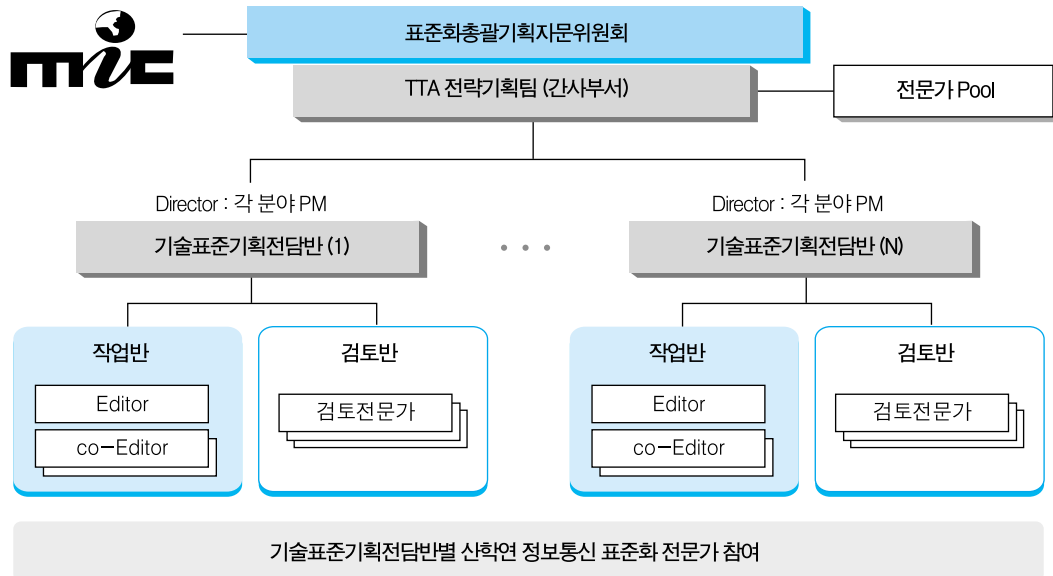 mic
표준화총괄기획자문위원회
TTA 전략기획팀 (간사부서)
전문가 Pool
Director : 각 분야 PM
Director : 각 분야 PM
기술표준기획전담반 (1)
• • •
기술표준기획전담반 (N)
작업반
검토반
작업반
검토반
Editor
검토전문가
Editor
검토전문가
co-Editor
co-Editor
기술표준기획전담반별 산학연 정보통신 표준화 전문가 참여